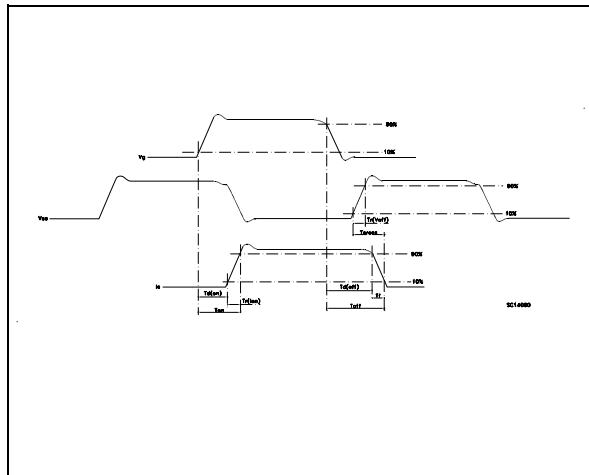 90%
10%
Vg
90%
Vce
10%
Tr(Voff)
Tcross
90%
Ic
10%
Td(on)
Td(off)
Tf
Tr(Ion)
Ton
Toff
SC14980